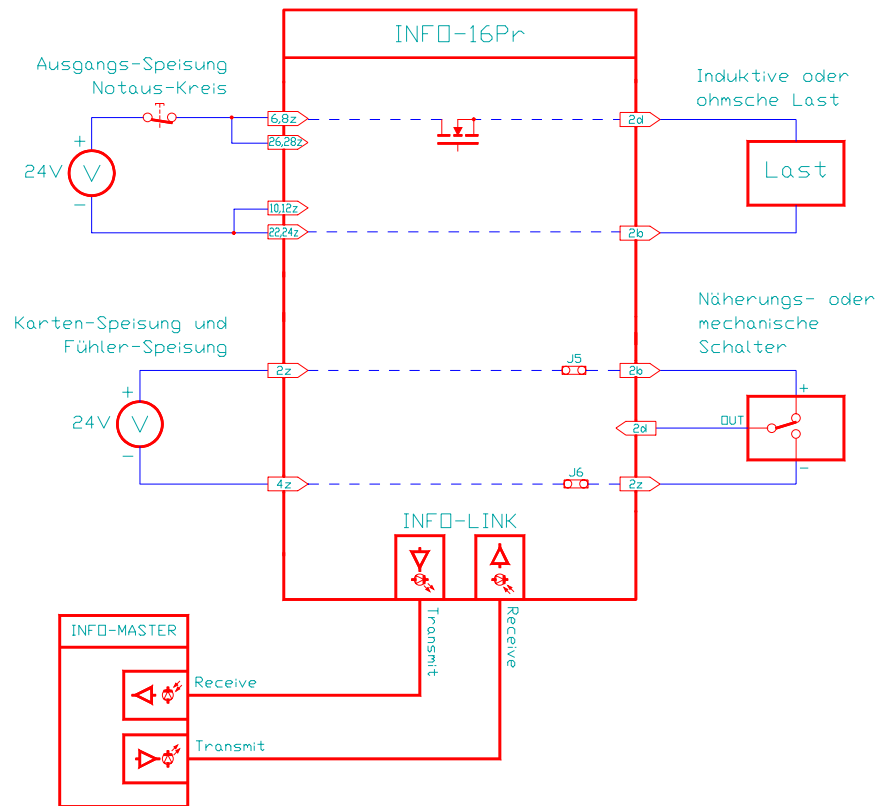 INFO-16Pr
Ausgangs-Speisung
Notaus-Kreis
Induktive oder
ohmsche Last
6,8z
2d
26,28z
+
24V
V
Last
-
10,12z
22,24z
2b
Näherungs- oder
mechanische
Schalter
Karten-Speisung und
Fühler-Speisung
J5
2z
2b
+
+
24V
V
OUT
2d
-
-
J6
4z
2z
INFO-LINK
Transmit
Receive
INFO-MASTER
Receive
Transmit